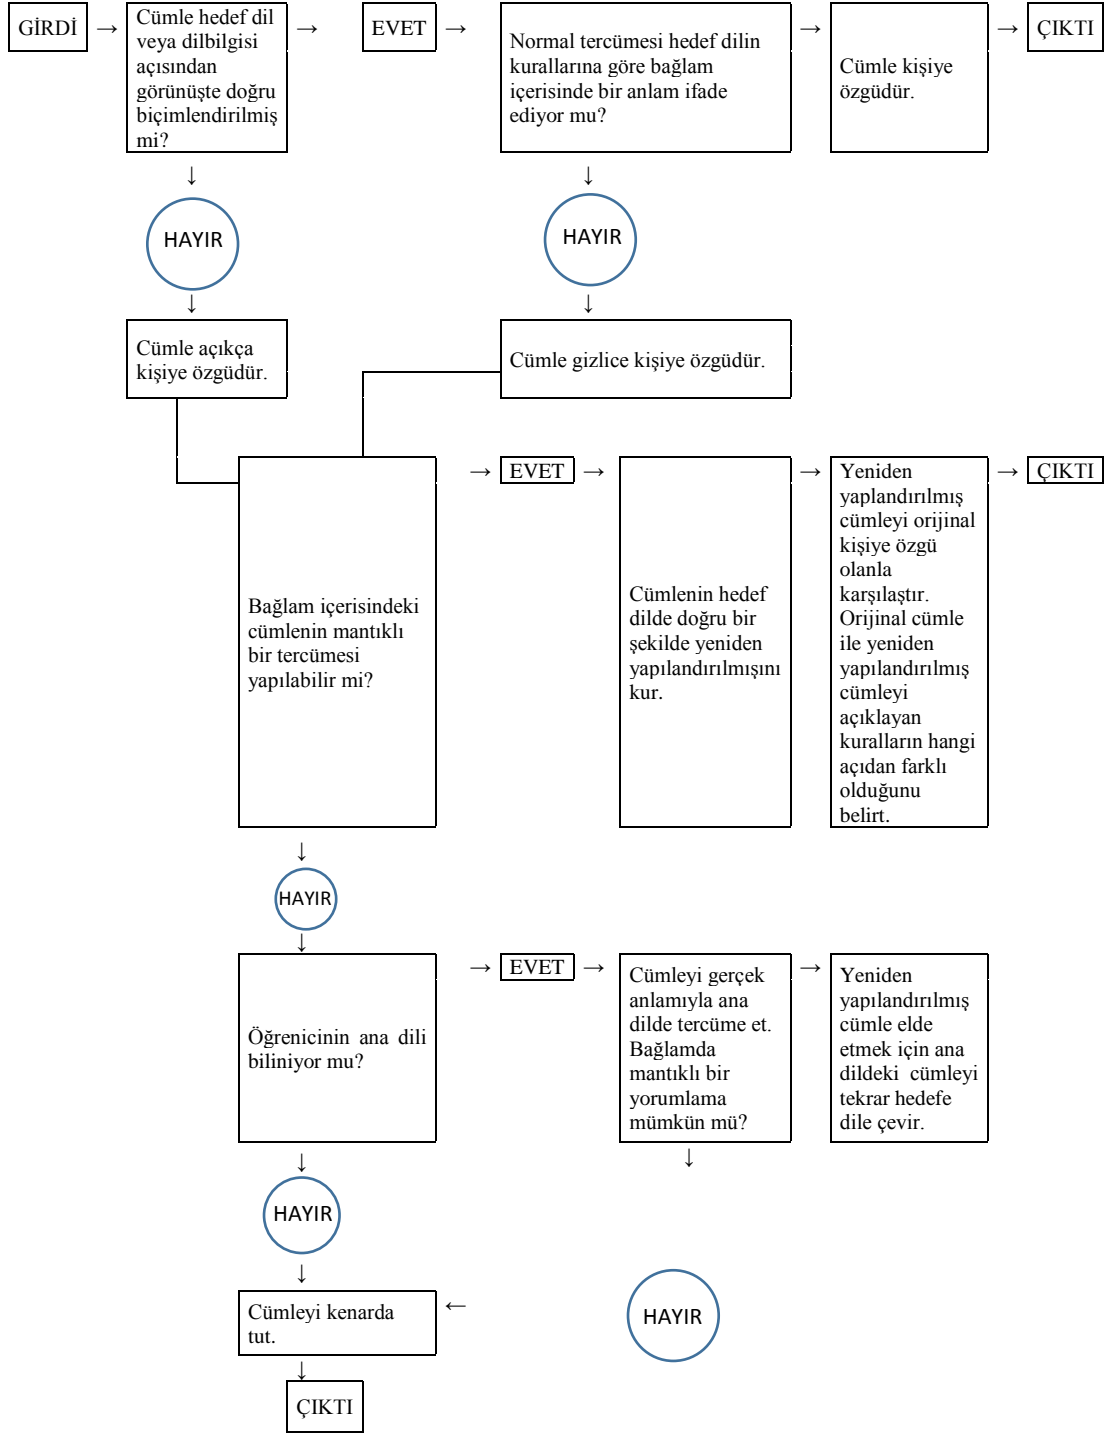 GİRDİ
→
Cümle hedef dil
veya dilbilgisi
açısından
görünüşte doğru
biçimlendirilmiş
mi?
→
EVET
→
Normal tercümesi hedef dilin
kurallarına göre bağlam
içerisinde bir anlam ifade
ediyor mu?
→
Cümle kişiye
özgüdür.
→
ÇIKTI
↓
HAYIR
↓
↓
HAYIR
↓
Cümle açıkça
kişiye özgüdür.
Cümle gizlice kişiye özgüdür.
Bağlam içerisindeki
cümlenin mantıklı
bir tercümesi
yapılabilir mi?
→
EVET
→
Cümlenin hedef
dilde doğru bir
şekilde yeniden
yapılandırılmışını
kur.
→
Yeniden
yaplandırılmış
cümleyi orijinal
kişiye özgü
olanla
karşılaştır.
Orijinal cümle
ile yeniden
yapılandırılmış
cümleyi
açıklayan
kuralların hangi
açıdan farklı
olduğunu
belirt.
→
ÇIKTI
↓
HAYIR
↓
Öğrenicinin ana dili
biliniyor mu?
→
EVET
→
Cümleyi gerçek
anlamıyla ana
dilde tercüme et.
Bağlamda
mantıklı bir
yorumlama
mümkün mü?
→
Yeniden
yapılandırılmış
cümle elde
etmek için ana
dildeki cümleyi
tekrar hedefe
dile çevir.
↓
HAYIR
↓
↓
HAYIR
Cümleyi kenarda
tut.
←
↓
ÇIKTI